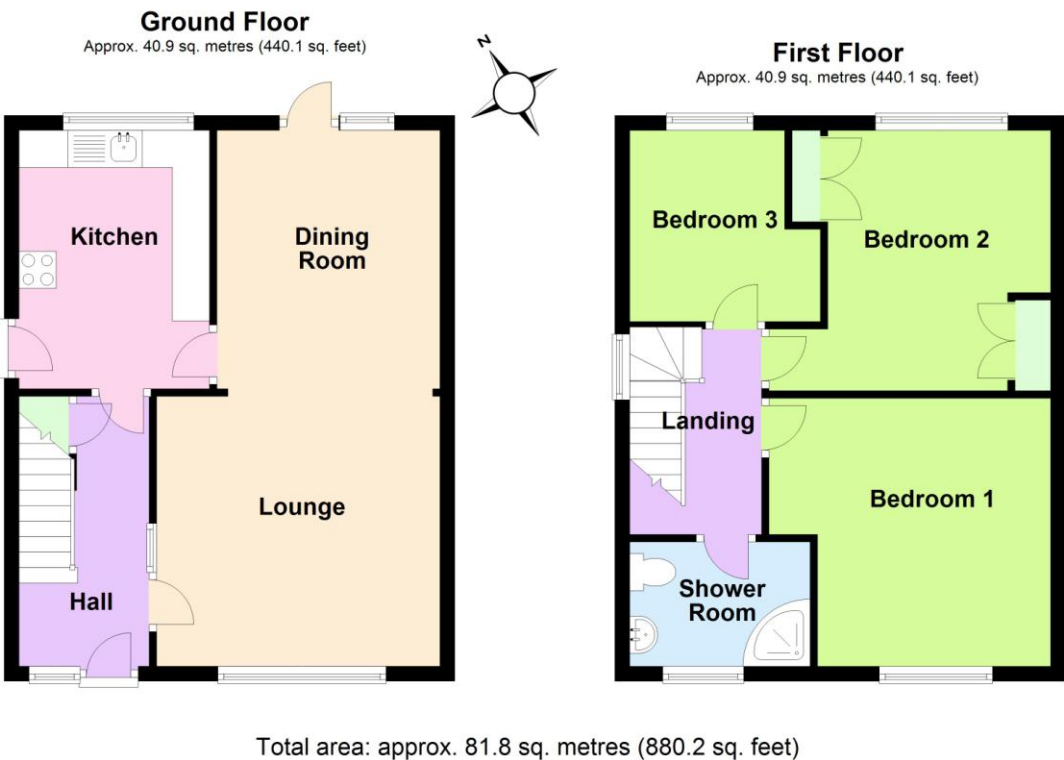 Ground Floor
Approx. 40.9 sq. metres (440.1 sq. feet)
N
First Floor
Approx. 40.9 sq. metres (440.1 sq. feet)
Kitchen
Dining
Room
Lounge
Hall
Bedroom 3
Bedroom 2
Landing
Bedroom 1
Shower
Room
Total area: approx. 81.8 sq. metres (880.2 sq. feet)